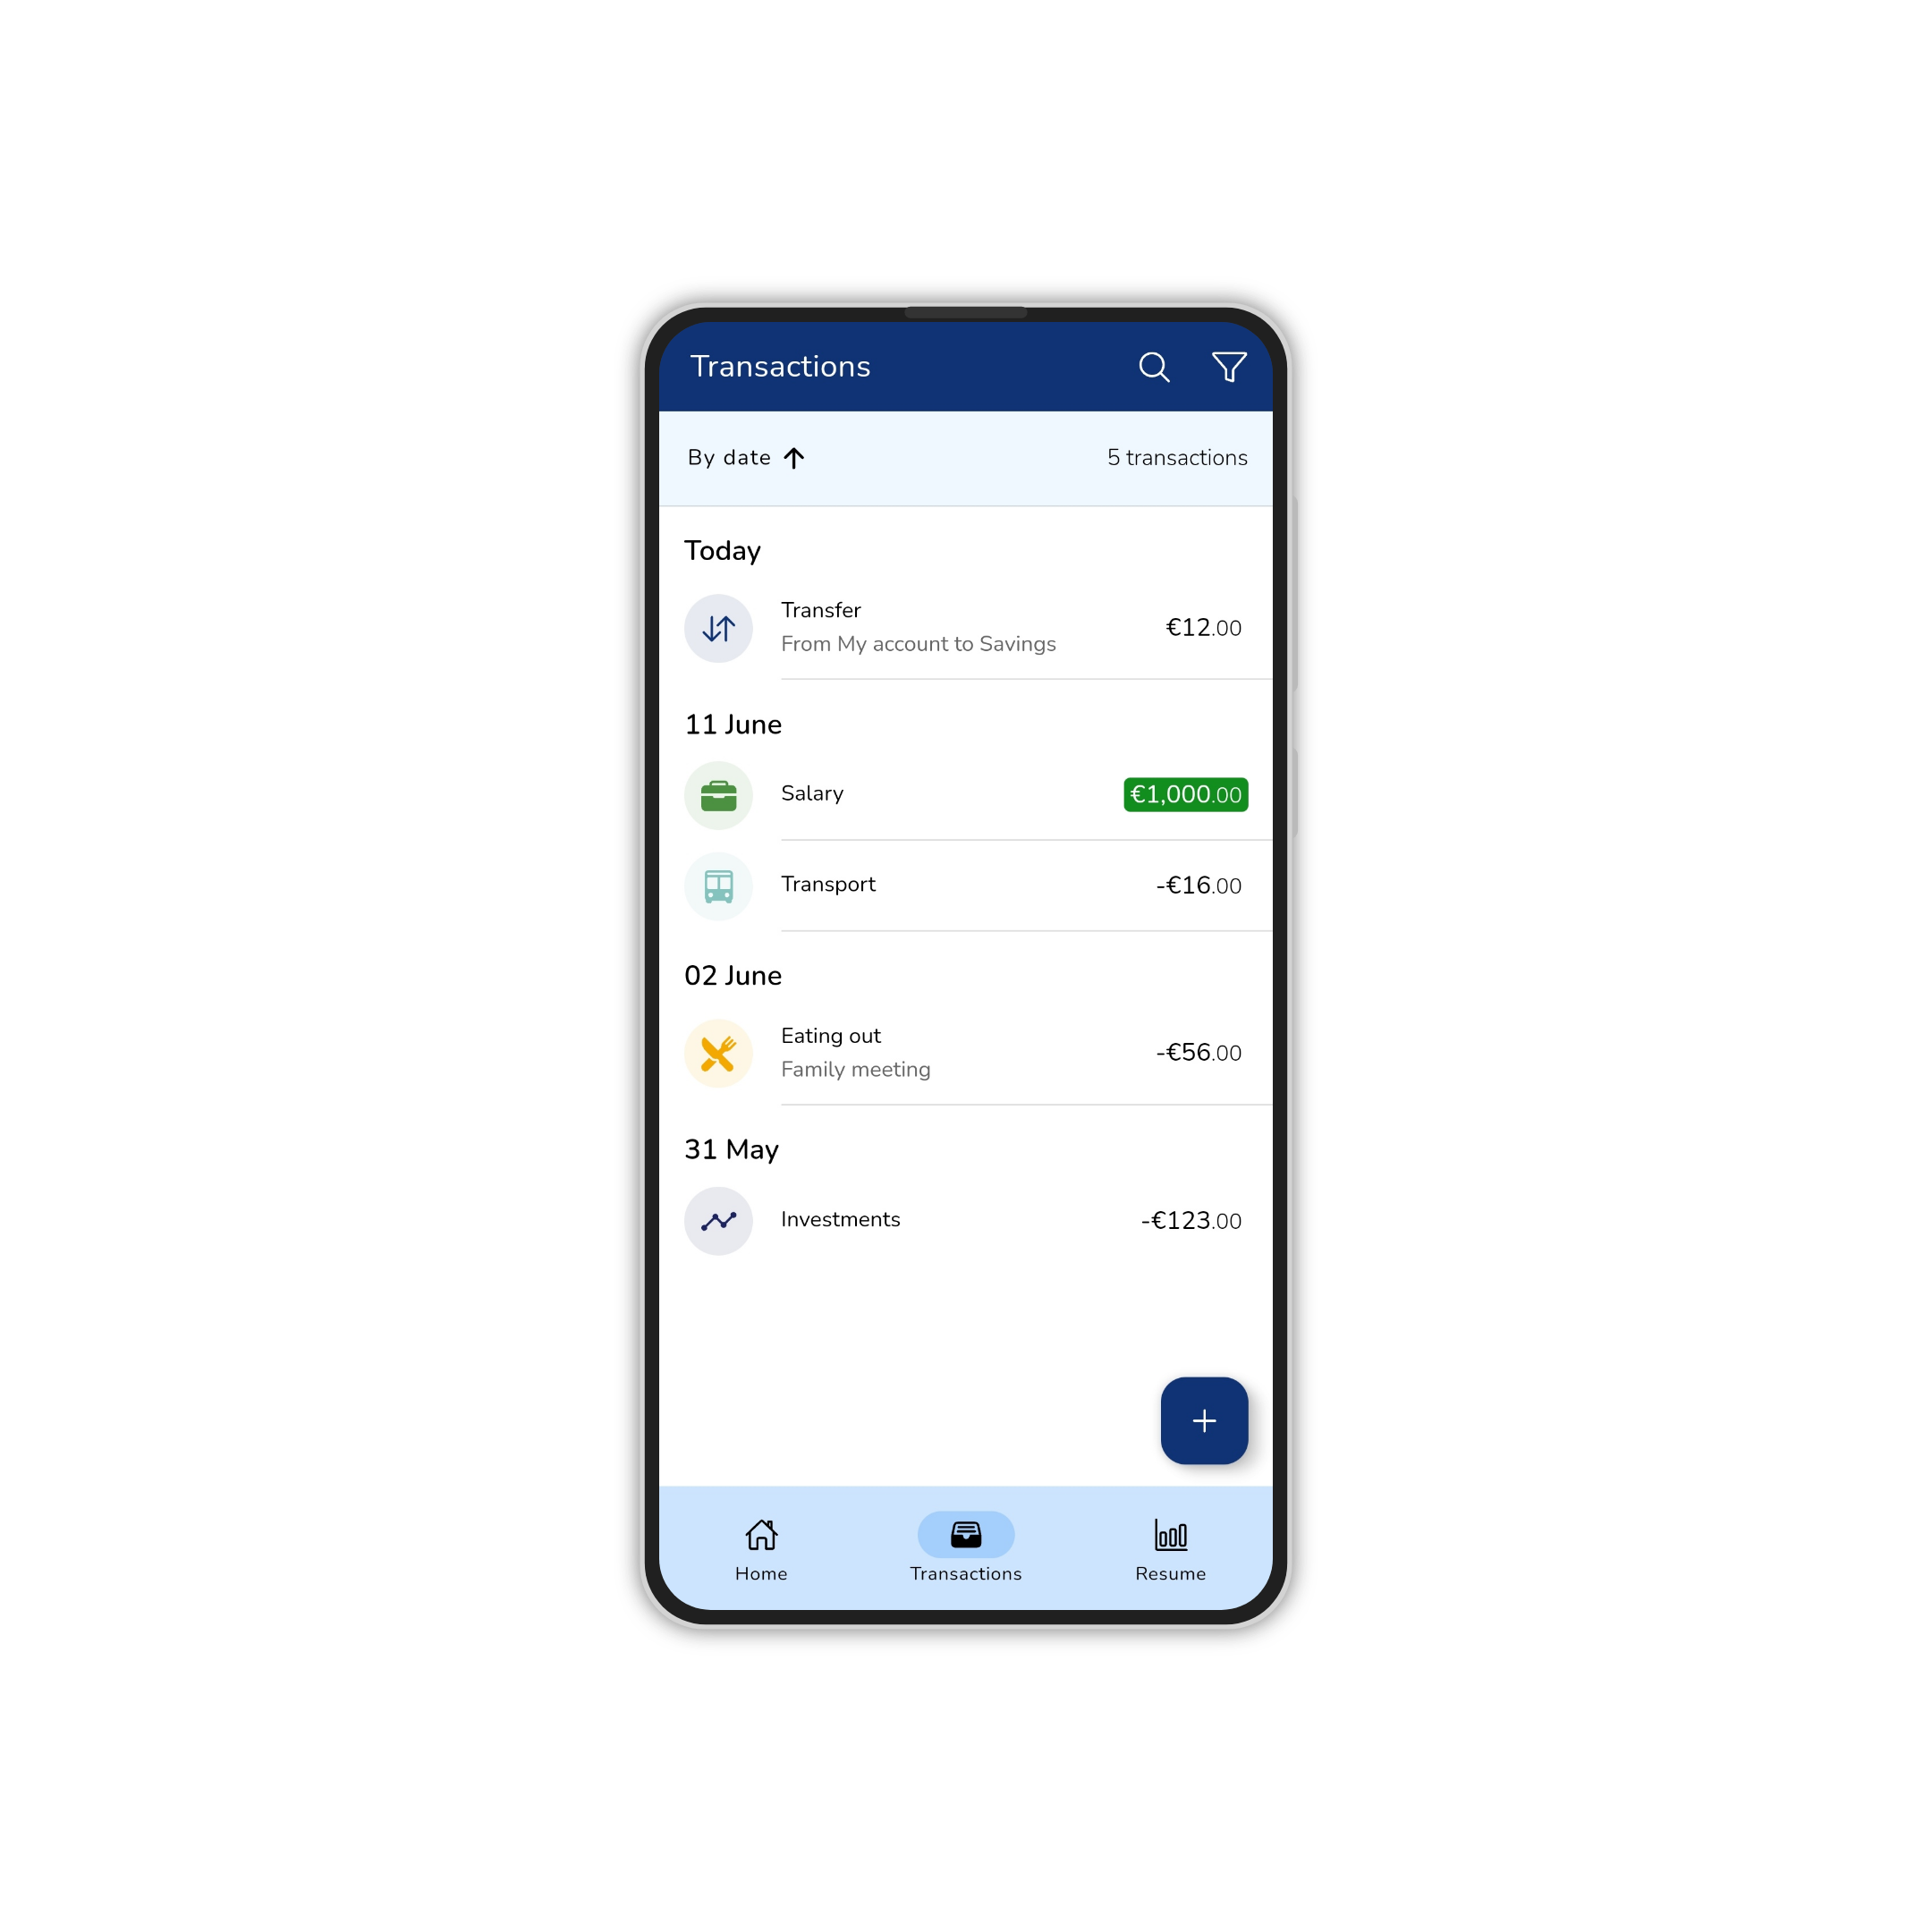 Transactions
By date 5 transactions
Today
Transfer
From My account to Savings
€12.00
11 June
Salary €1,000.00
Transport -€16.00
02 June
Eating out
Family meeting
-€56.00
31 May
Investments -€123.00
Home Transactions Resume